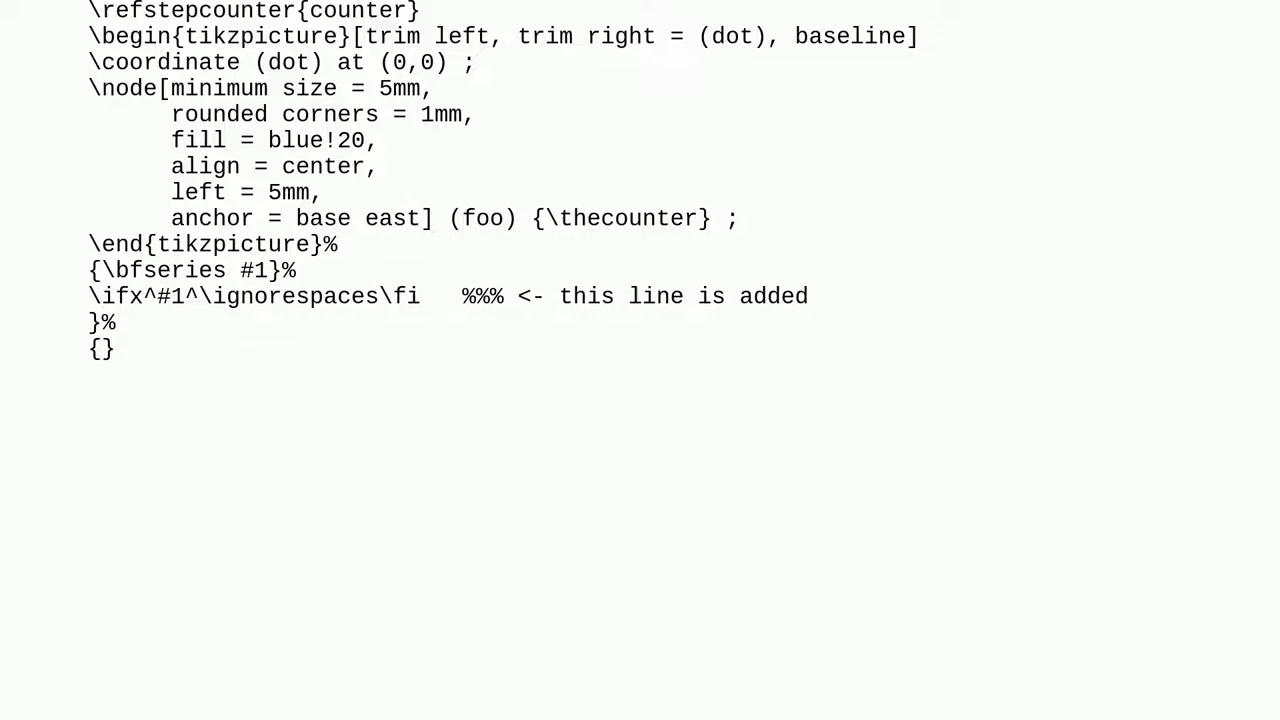 \refstepcounter{counter}
\begin{tikzpicture}[trim left, trim right = (dot), baseline]
\coordinate (dot) at (0,0) ;
\node[minimum size = 5mm,
      rounded corners = 1mm,
      fill = blue!20,
      align = center,
      left = 5mm,
      anchor = base east] (foo) {\thecounter} ;
\end{tikzpicture}%
{\bfseries #1}%
\ifx^#1^\ignorespaces\fi   %%% <- this line is added
}%
{}